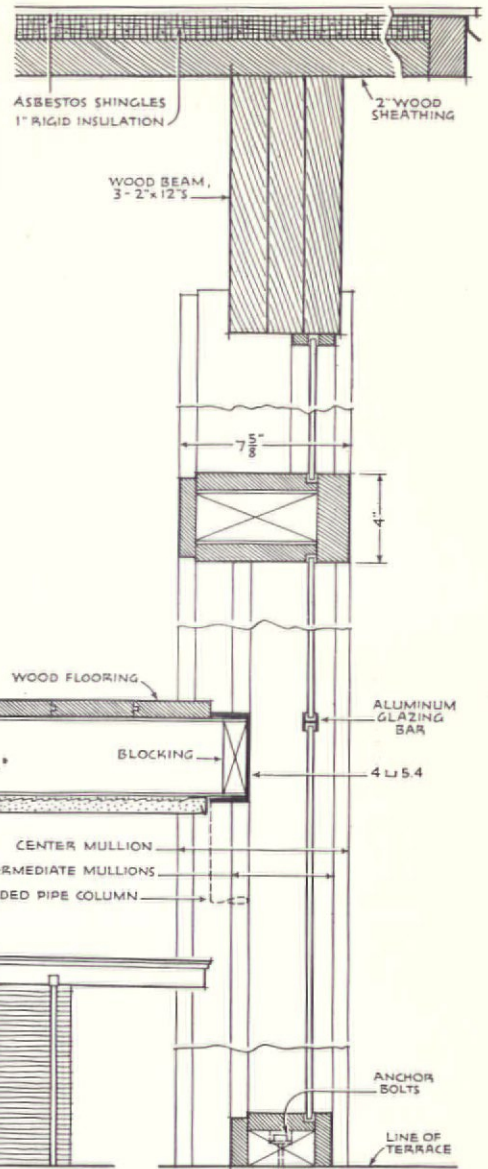 ASBESTOS SHINGLES
1" RIGID INSULATION
2" WOOD
SHEATHING
WOOD BEAM,
3 - 2" x 12"S
7 5/8"
4"
WOOD FLOORING
ALUMINUM
GLAZING
BAR
BLOCKING
4 ⊔ 5.4
CENTER MULLION
ERMEDIATE MULLIONS
DED PIPE COLUMN
ANCHOR
BOLTS
LINE OF
TERRACE